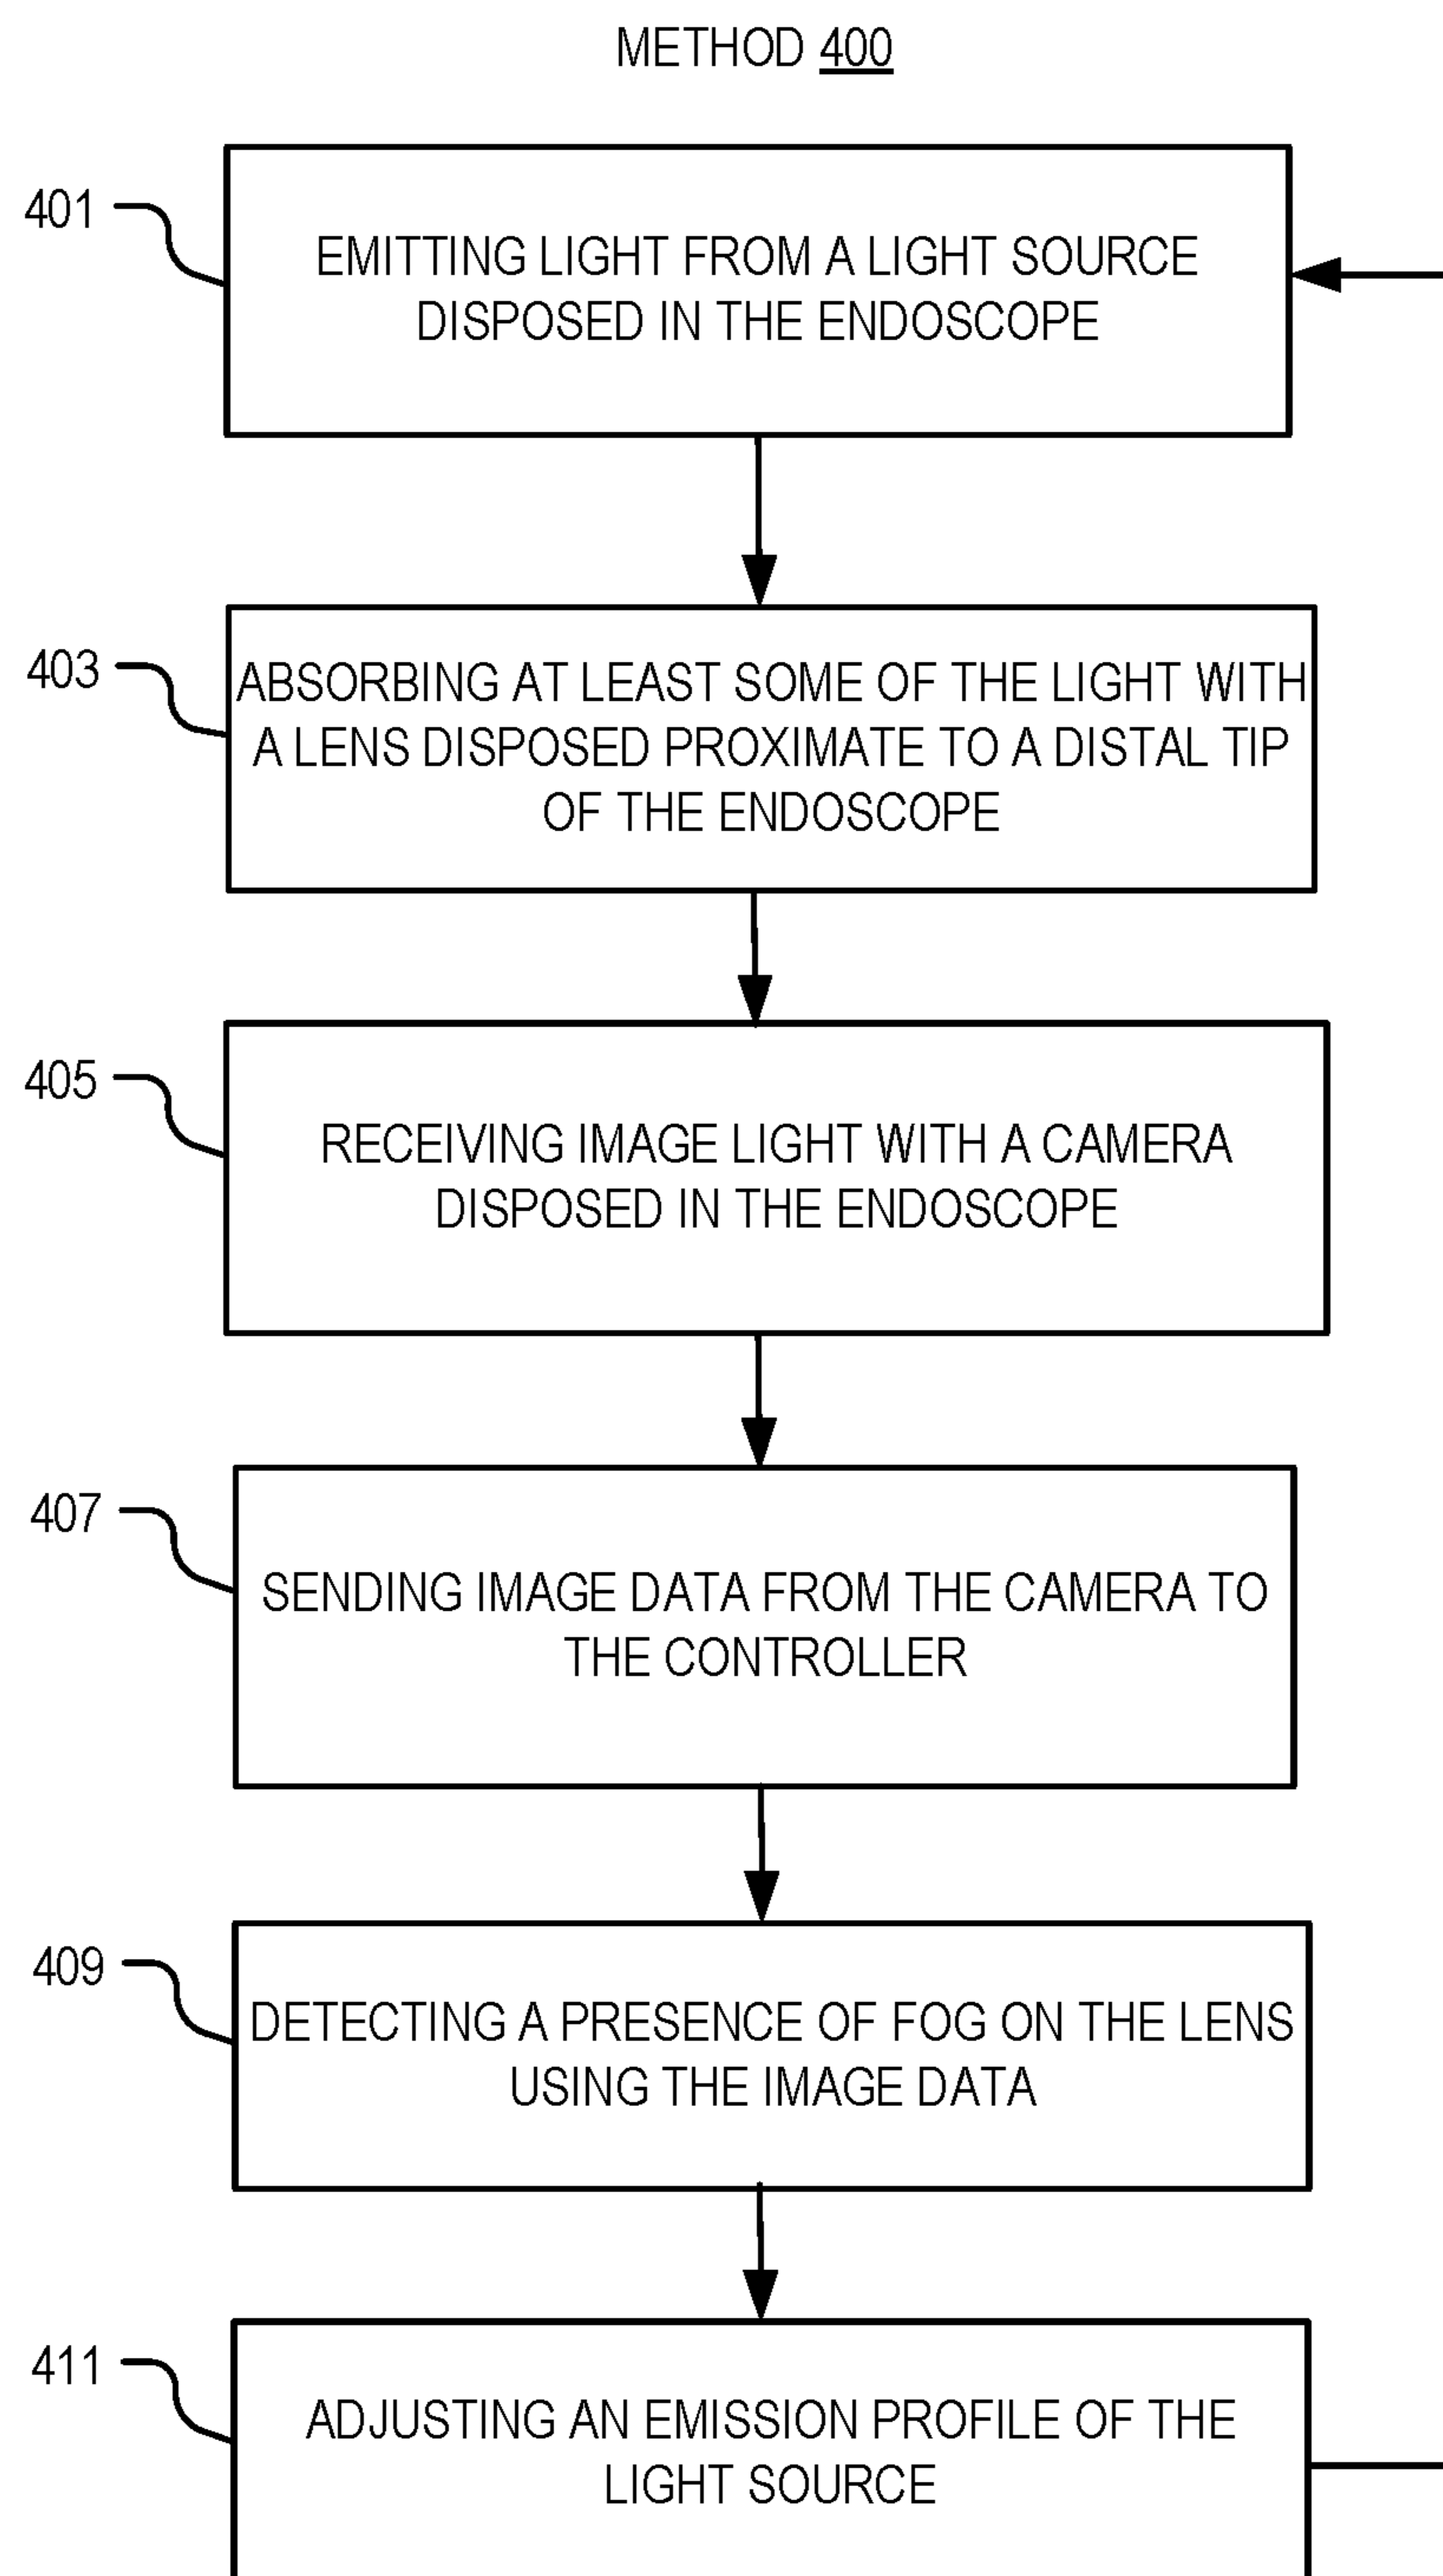 METHOD 400
401
EMITTING LIGHT FROM A LIGHT SOURCE
DISPOSED IN THE ENDOSCOPE
403
ABSORBING AT LEAST SOME OF THE LIGHT WITH
A LENS DISPOSED PROXIMATE TO A DISTAL TIP
OF THE ENDOSCOPE
405
RECEIVING IMAGE LIGHT WITH A CAMERA
DISPOSED IN THE ENDOSCOPE
407
SENDING IMAGE DATA FROM THE CAMERA TO
THE CONTROLLER
409
DETECTING A PRESENCE OF FOG ON THE LENS
USING THE IMAGE DATA
411
ADJUSTING AN EMISSION PROFILE OF THE
LIGHT SOURCE